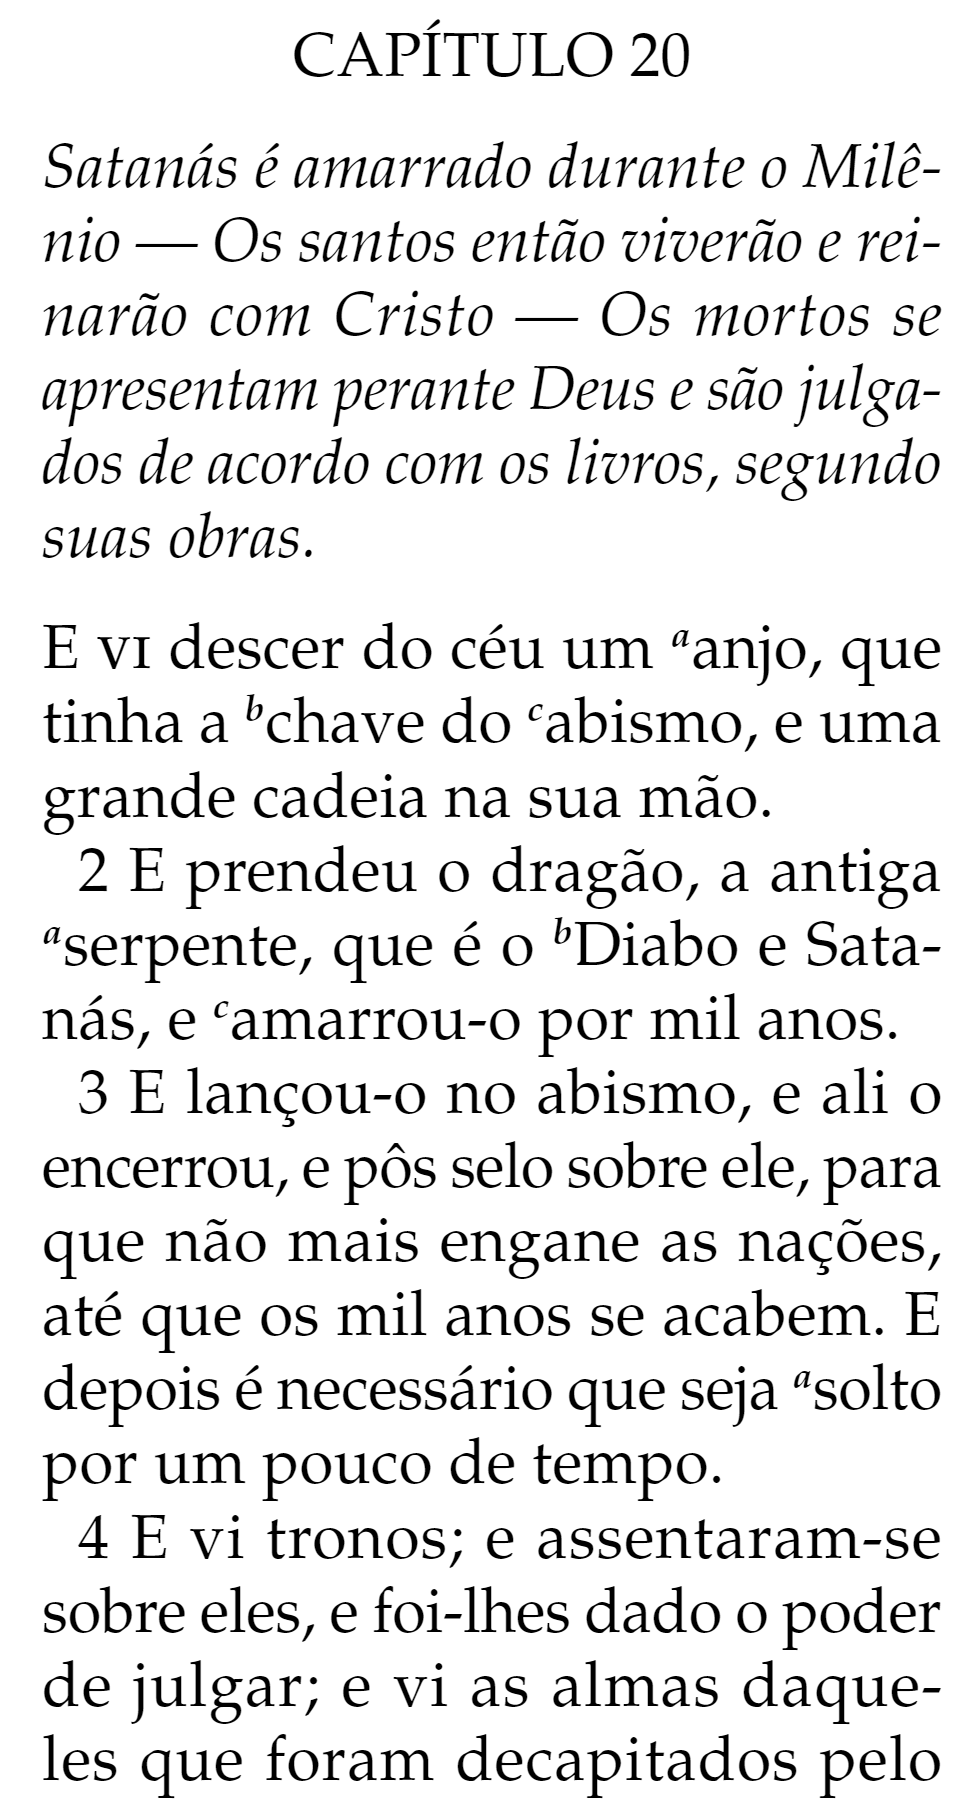 CAPÍTULO 20
Satanás é amarrado durante o Milê-
nio — Os santos então viverão e rei-
narão com Cristo — Os mortos se
apresentam perante Deus e são julga-
dos de acordo com os livros, segundo
suas obras.
E VI descer do céu um ᵃanjo, que
tinha a ᵇchave do ᶜabismo, e uma
grande cadeia na sua mão.
2 E prendeu o dragão, a antiga
ᵃserpente, que é o ᵇDiabo e Sata-
nás, e ᶜamarrou-o por mil anos.
3 E lançou-o no abismo, e ali o
encerrou, e pôs selo sobre ele, para
que não mais engane as nações,
até que os mil anos se acabem. E
depois é necessário que seja ᵃsolto
por um pouco de tempo.
4 E vi tronos; e assentaram-se
sobre eles, e foi-lhes dado o poder
de julgar; e vi as almas daque-
les que foram decapitados pelo